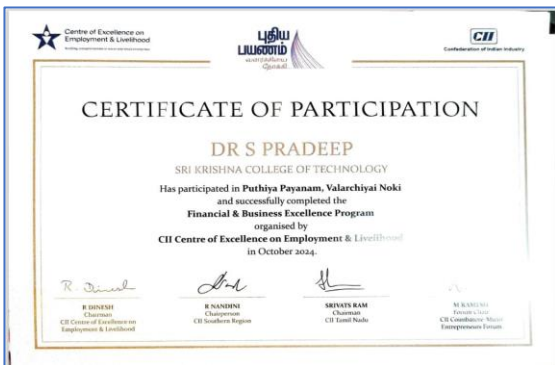 Centre of Excellence on
Employment & Livelihood
புதிய
பயணம்
வளர்ச்சியை
நோக்கி
CII
Confederation of Indian Industry
CERTIFICATE OF PARTICIPATION
DR S PRADEEP
SRI KRISHNA COLLEGE OF TECHNOLOGY
Has participated in Puthiya Payanam, Valarchiyai Noki
and successfully completed the
Financial & Business Excellence Program
organised by
CII Centre of Excellence on Employment & Livelihood
in October 2024.
R. Dinesh
R DINESH
Chairman
CII Centre of Excellence on
Employment & Livelihood
R NANDINI
Chairperson
CII Southern Region
SRIVATS RAM
Chairman
CII Tamil Nadu
Forum Chair
CII Coimbatore
Entrepreneurs Forum